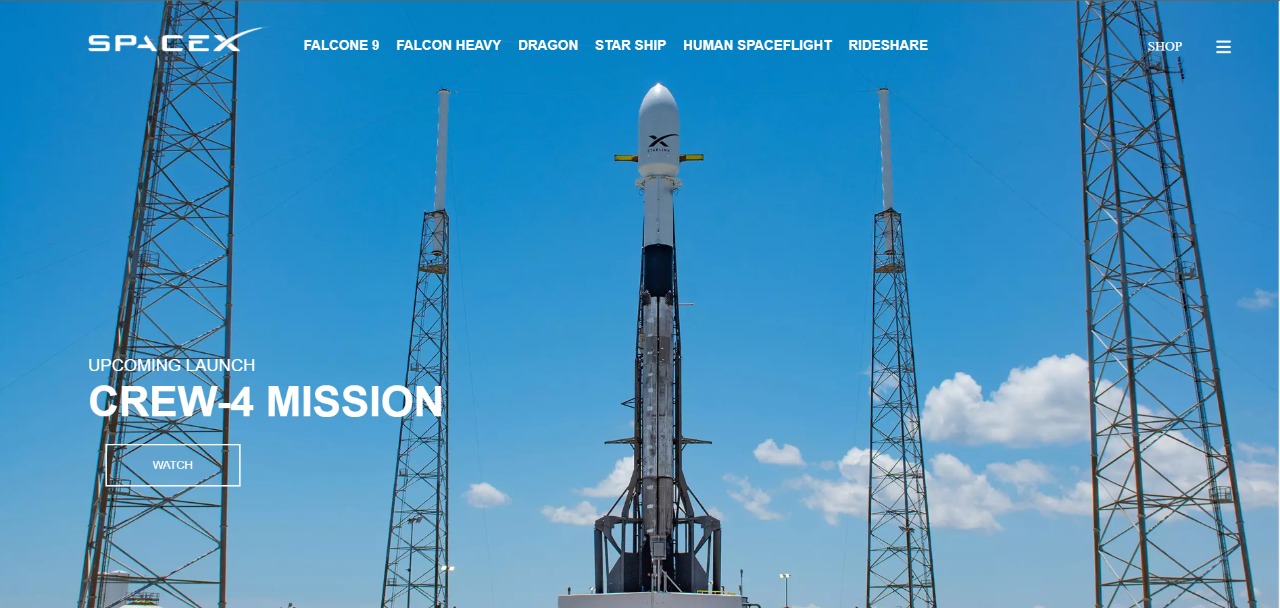 SPACEX
FALCONE 9 FALCON HEAVY DRAGON STAR SHIP HUMAN SPACEFLIGHT RIDESHARE SHOP
STARLINK
UPCOMING LAUNCH
CREW-4 MISSION
WATCH